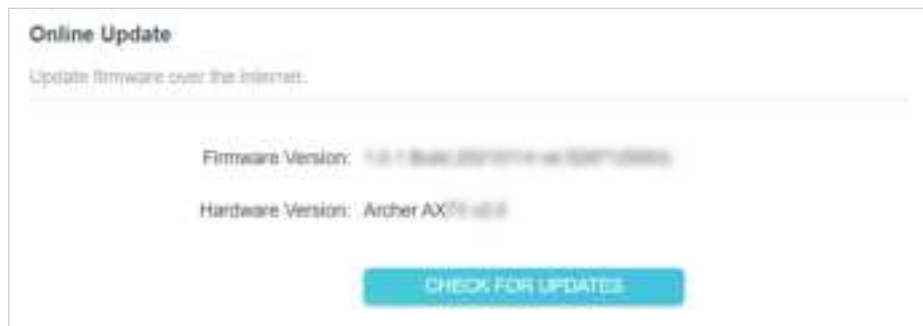 Online Update
Update firmware over the Internet.
Firmware Version:
Hardware Version: Archer AX
CHECK FOR UPDATES